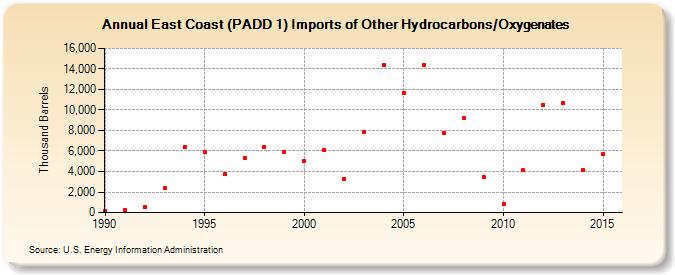 Annual East Coast (PADD 1) Imports of Other Hydrocarbons/Oxygenates
Thousand Barrels
16,000
14,000
12,000
10,000
8,000
6,000
4,000
2,000
0
1990 1995 2000 2005 2010 2015
Source: U.S. Energy Information Administration